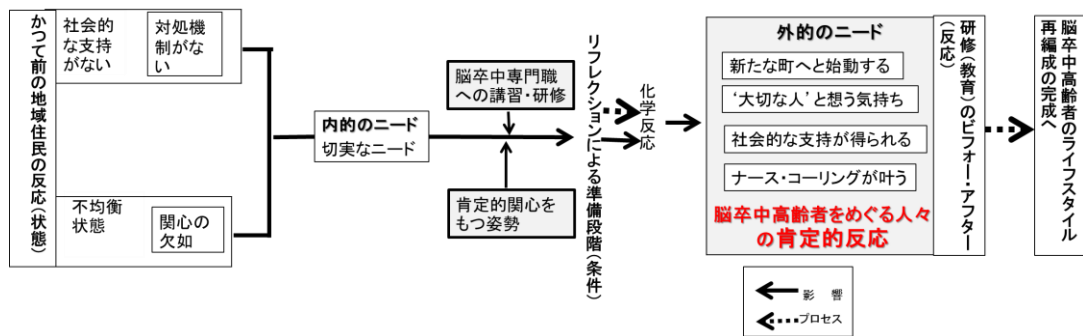 かつて前の地域住民の反応(状態)
社会的
な支持
がない
対処機
制がな
い
不均衡
状態
関心の
欠如
内的のニード
切実なニード
脳卒中専門職
への講習・研修
肯定的関心を
もつ姿勢
リフレクションによる準備段階(条件)
化学反応
外的のニード
新たな町へと始動する
‘大切な人’と想う気持ち
社会的な支持が得られる
ナース・コーリングが叶う
脳卒中高齢者をめぐる人々
の肯定的反応
研修(教育)のビフォー・アフター
(反応)
脳卒中高齢者のライフスタイル
再編成の完成へ
影 響
プロセス